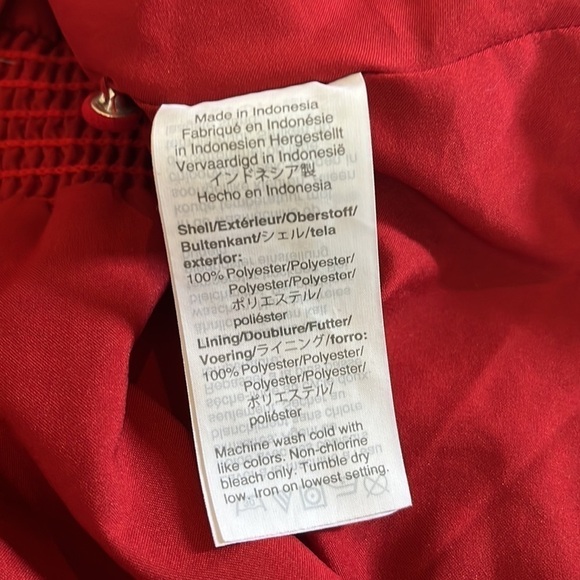 Made in Indonesia
Fabriqué en Indonésie
in Indonesien Hergestellt
Vervaardigd in Indonesië
インドネシア製
Hecho en Indonesia
Shell/Extérieur/Oberstoff/
Buitenkant/シェル/tela
exterior:
100% Polyester/Polyester/
Polyester/Polyester/
ポリエステル/
poliéster
Lining/Doublure/Futter/
Voering/ライニング/forro:
100% Polyester/Polyester/
Polyester/Polyester/
ポリエステル/
poliéster
Machine wash cold with
like colors. Non-chlorine
bleach only. Tumble dry
low. Iron on lowest setting.